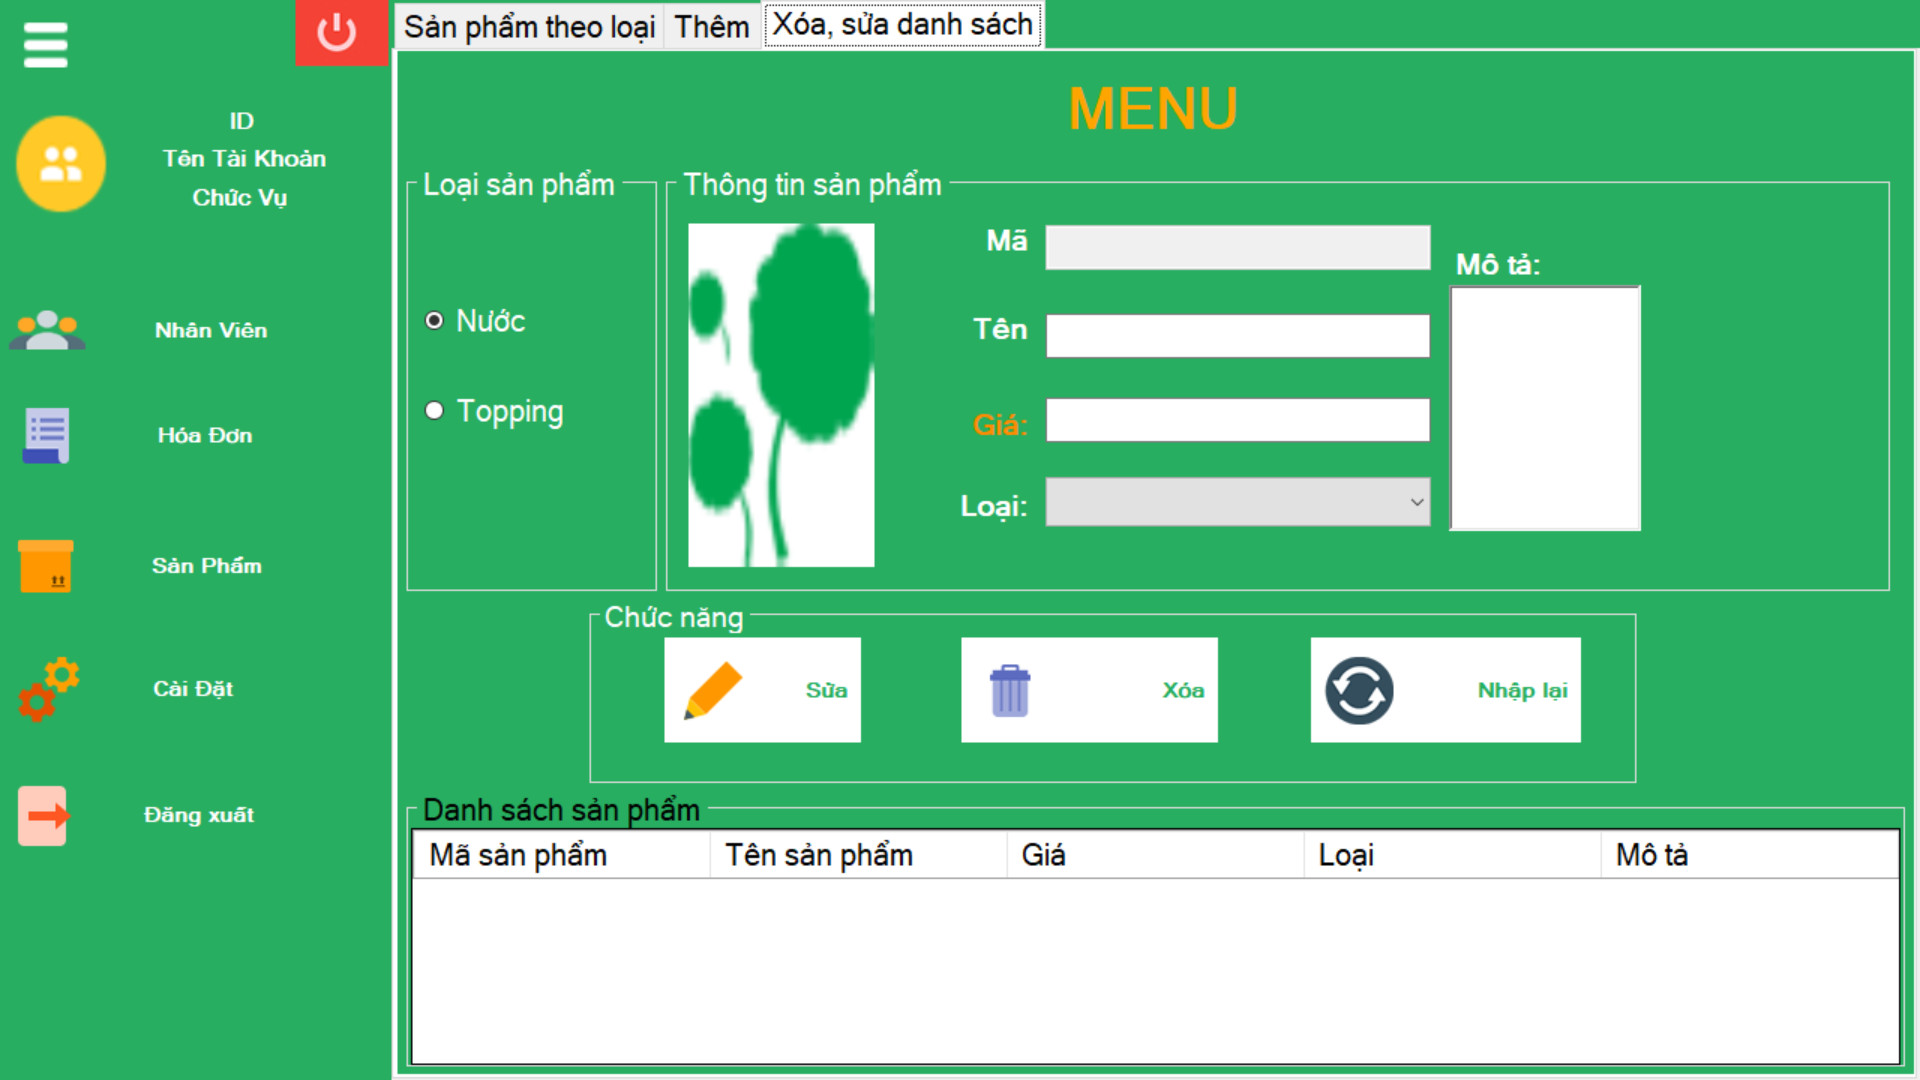 Sản phẩm theo loại
Thêm
Xóa, sửa danh sách
ID
Tên Tài Khoản
Chức Vụ
Nhân Viên
Hóa Đơn
Sản Phẩm
Cài Đặt
Đăng xuất
MENU
Loại sản phẩm
Nước
Topping
Thông tin sản phẩm
Mã
Tên
Giá:
Loại:
Mô tả:
Chức năng
Sửa
Xóa
Nhập lại
Danh sách sản phẩm
Mã sản phẩm
Tên sản phẩm
Giá
Loại
Mô tả